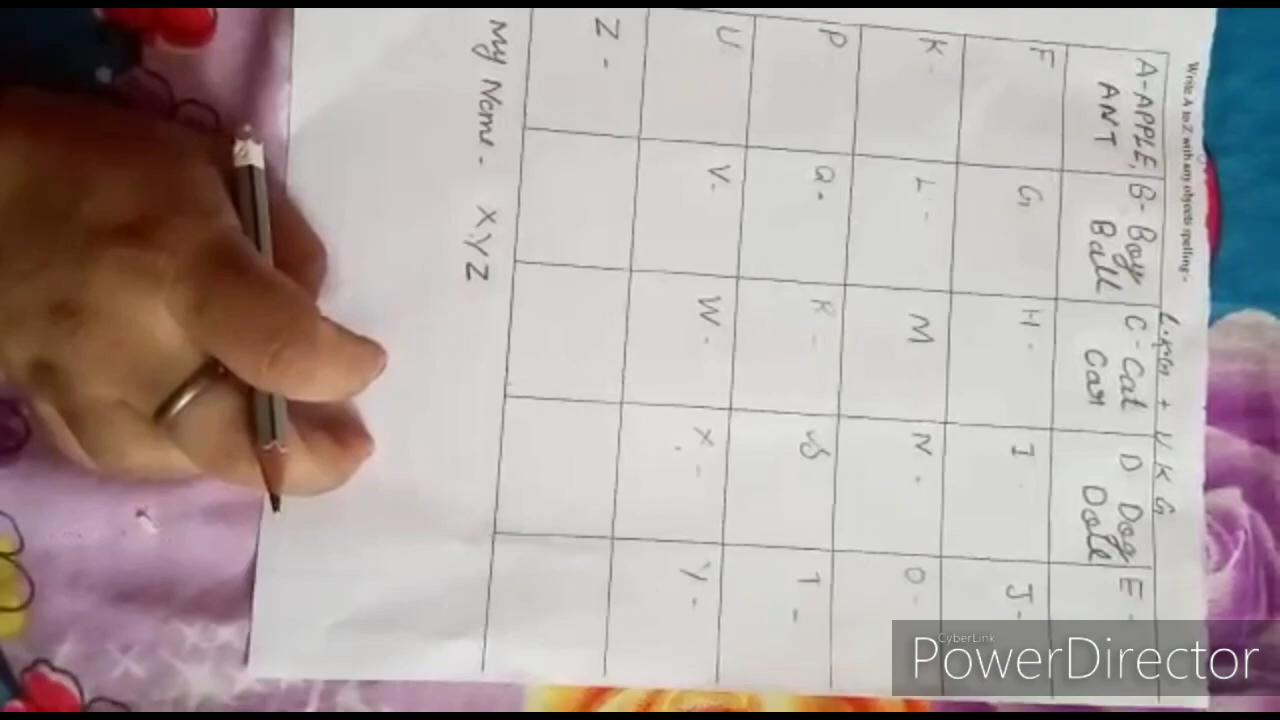 Write A to Z with any objects spelling:-
L.KG + U K G
A-APPLE, B-Boy C-Cat D Dog E -
ANT Ball Car Doll
F G H- I J-
K- L- M N- O-
P Q- R- S T-
U V- W- X- Y-
Z-
My Name- XYZ
CyberLink
PowerDirector